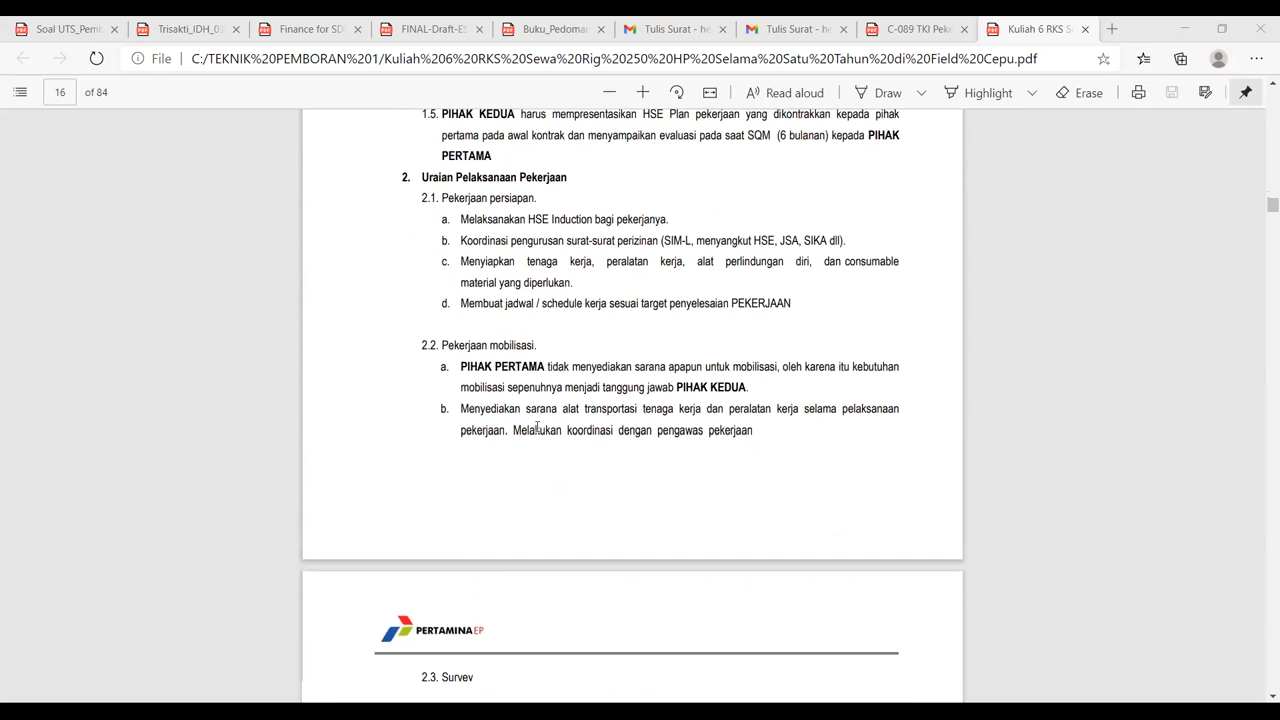 Soal UTS_Pemb
Trisakti_IDH_03
Finance for SD
FINAL-Draft-ES
Buku_Pedoman
Tulis Surat - he
Tulis Surat - he
C-089 TKI Peke
Kuliah 6 RKS Se
File C:/TEKNIK%20PEMBORAN%201/Kuliah%206%20RKS%20Sewa%20Rig%20250%20HP%20Selama%20Satu%20Tahun%20di%20Field%20Cepu.pdf
16 of 84 Read aloud Draw Highlight Erase
1.5. PIHAK KEDUA harus mempresentasikan HSE Plan pekerjaan yang dikontrakkan kepada pihak
pertama pada awal kontrak dan menyampaikan evaluasi pada saat SQM (6 bulanan) kepada PIHAK
PERTAMA
2. Uraian Pelaksanaan Pekerjaan
2.1. Pekerjaan persiapan.
a. Melaksanakan HSE Induction bagi pekerjanya.
b. Koordinasi pengurusan surat-surat perizinan (SIM-L, menyangkut HSE, JSA, SIKA dll).
c. Menyiapkan tenaga kerja, peralatan kerja, alat perlindungan diri, dan consumable
material yang diperlukan.
d. Membuat jadwal / schedule kerja sesuai target penyelesaian PEKERJAAN
2.2. Pekerjaan mobilisasi.
a. PIHAK PERTAMA tidak menyediakan sarana apapun untuk mobilisasi, oleh karena itu kebutuhan
mobilisasi sepenuhnya menjadi tanggung jawab PIHAK KEDUA.
b. Menyediakan sarana alat transportasi tenaga kerja dan peralatan kerja selama pelaksanaan
pekerjaan. Melakukan koordinasi dengan pengawas pekerjaan
PERTAMINA EP
2.3. Survey